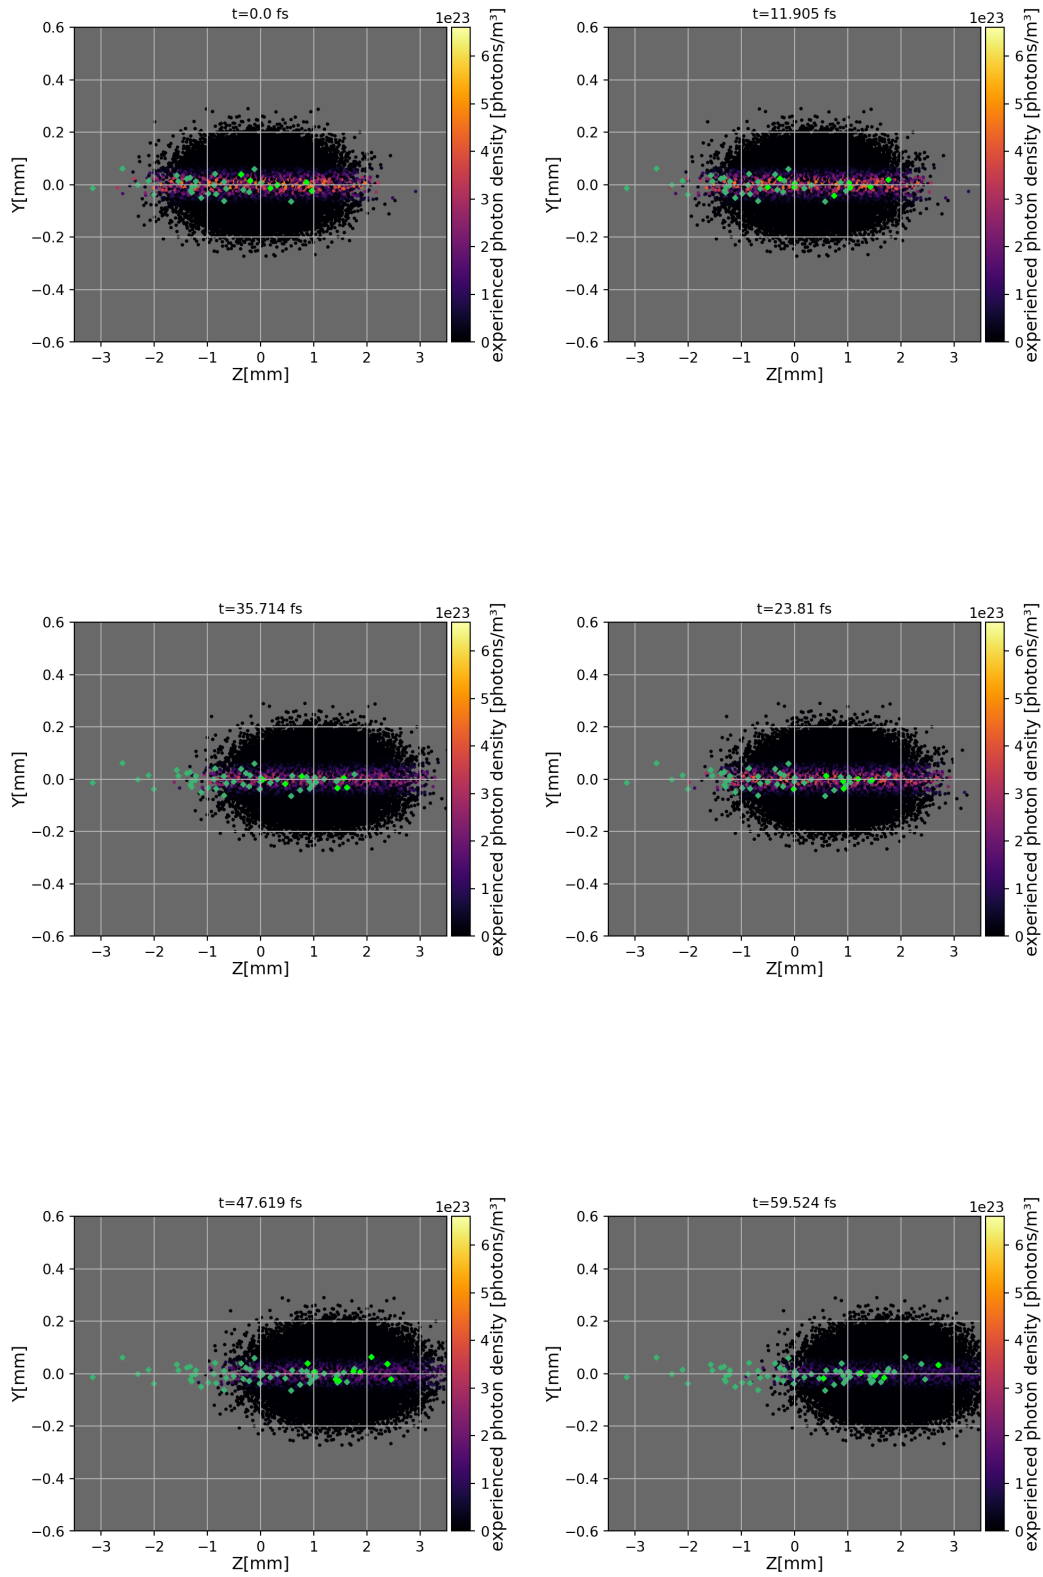 t=0.0 fs
1e23
Y[mm]
0.6
0.4
0.2
0.0
−0.2
−0.4
−0.6
−3 −2 −1 0 1 2 3
Z[mm]
6
5
4
3
2
1
0
experienced photon density [photons/m³]
t=11.905 fs
1e23
Y[mm]
0.6
0.4
0.2
0.0
−0.2
−0.4
−0.6
−3 −2 −1 0 1 2 3
Z[mm]
6
5
4
3
2
1
0
experienced photon density [photons/m³]
t=35.714 fs
1e23
Y[mm]
0.6
0.4
0.2
0.0
−0.2
−0.4
−0.6
−3 −2 −1 0 1 2 3
Z[mm]
6
5
4
3
2
1
0
experienced photon density [photons/m³]
t=23.81 fs
1e23
Y[mm]
0.6
0.4
0.2
0.0
−0.2
−0.4
−0.6
−3 −2 −1 0 1 2 3
Z[mm]
6
5
4
3
2
1
0
experienced photon density [photons/m³]
t=47.619 fs
1e23
Y[mm]
0.6
0.4
0.2
0.0
−0.2
−0.4
−0.6
−3 −2 −1 0 1 2 3
Z[mm]
6
5
4
3
2
1
0
experienced photon density [photons/m³]
t=59.524 fs
1e23
Y[mm]
0.6
0.4
0.2
0.0
−0.2
−0.4
−0.6
−3 −2 −1 0 1 2 3
Z[mm]
6
5
4
3
2
1
0
experienced photon density [photons/m³]